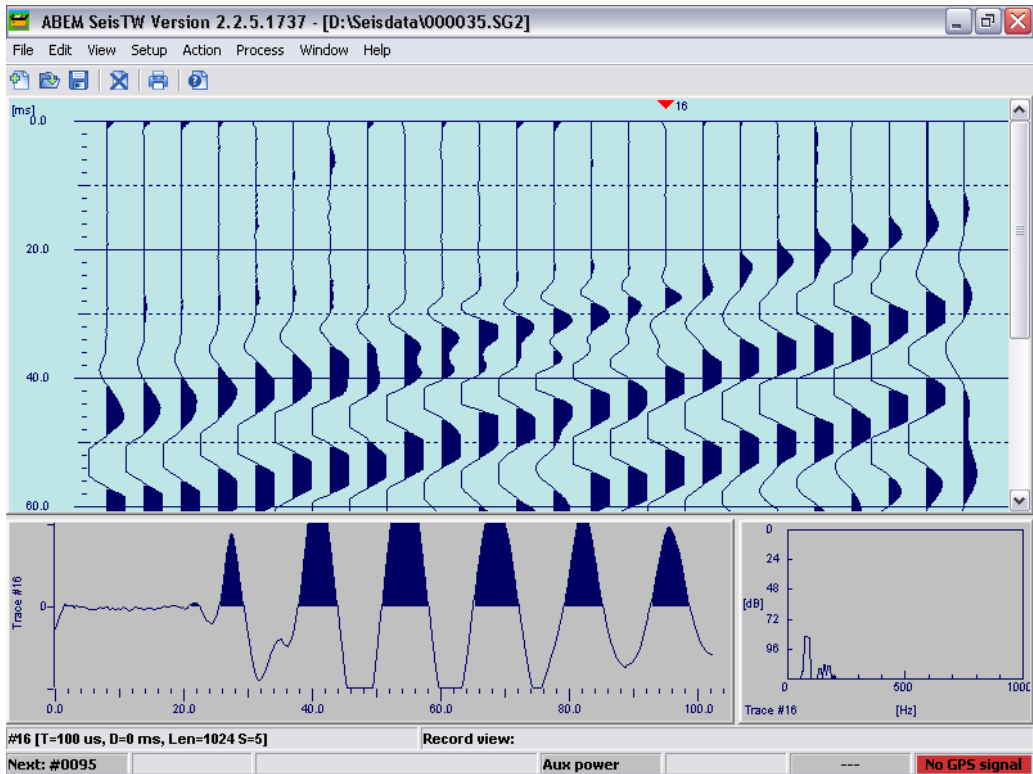 ABEM SeisTW Version 2.2.5.1737 - [D:\Seisdata\000035.SG2]
File Edit View Setup Action Process Window Help
[ms]
16
0.0
20.0
40.0
60.0
Trace #16
0
0.0 20.0 40.0 60.0 80.0 100.0
0
24
48
[dB]
72
96
0 500 1000
Trace #16 [Hz]
#16 [T=100 us, D=0 ms, Len=1024 S=5] Record view:
Next: #0095 Aux power --- No GPS signal